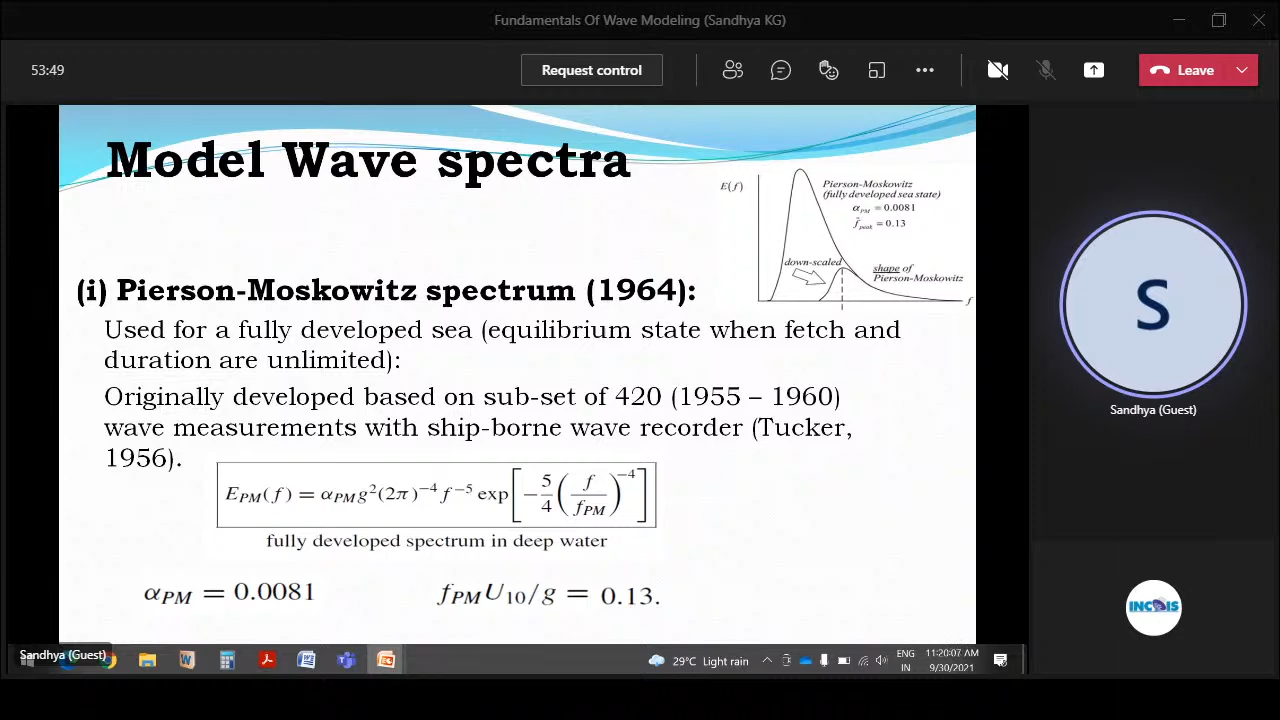 Fundamentals Of Wave Modeling (Sandhya KG)
53:49
Request control
Leave
Model Wave spectra
E(f)
Pierson-Moskowitz
(fully developed sea state)
α_PM = 0.0081
f̃_peak = 0.13
down-scaled
shape of
Pierson-Moskowitz
f
(i) Pierson-Moskowitz spectrum (1964):
Used for a fully developed sea (equilibrium state when fetch and
duration are unlimited):
Originally developed based on sub-set of 420 (1955 – 1960)
wave measurements with ship-borne wave recorder (Tucker,
1956).
E_PM(f) = α_PM g²(2π)⁻⁴ f⁻⁵ exp[−5/4 (f/f_PM)⁻⁴]
fully developed spectrum in deep water
α_PM = 0.0081
f_PM U₁₀/g = 0.13.
S
Sandhya (Guest)
INCOIS
Sandhya (Guest)
29°C Light rain
ENG
IN
11:20:07 AM
9/30/2021